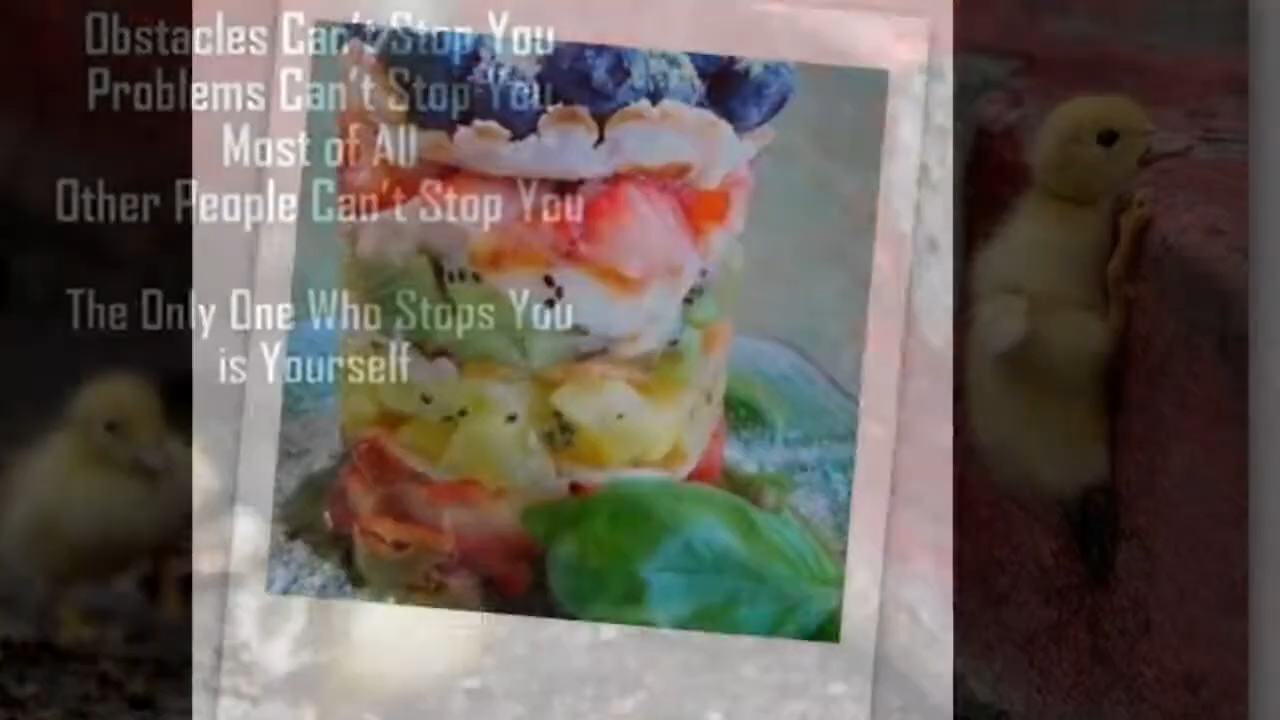 Obstacles Can't Stop You
Problems Can't Stop You
Most of All
Other People Can't Stop You
The Only One Who Stops You
is Yourself